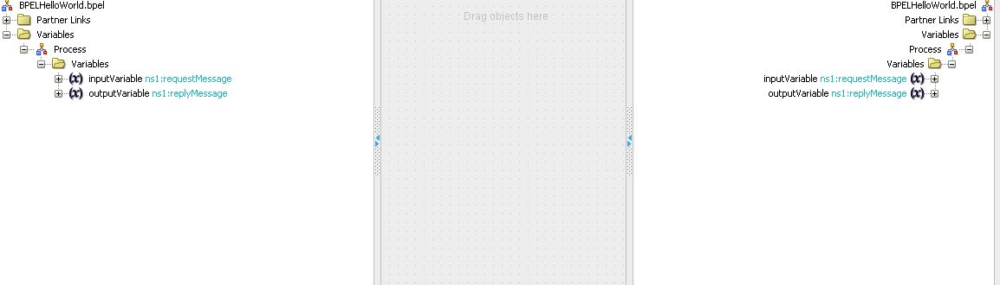 BPELHelloWorld.bpel
Partner Links
Variables
Process
Variables
(x) inputVariable ns1:requestMessage
(x) outputVariable ns1:replyMessage
Drag objects here
BPELHelloWorld.bpel
Partner Links
Variables
Process
Variables
inputVariable ns1:requestMessage (x)
outputVariable ns1:replyMessage (x)